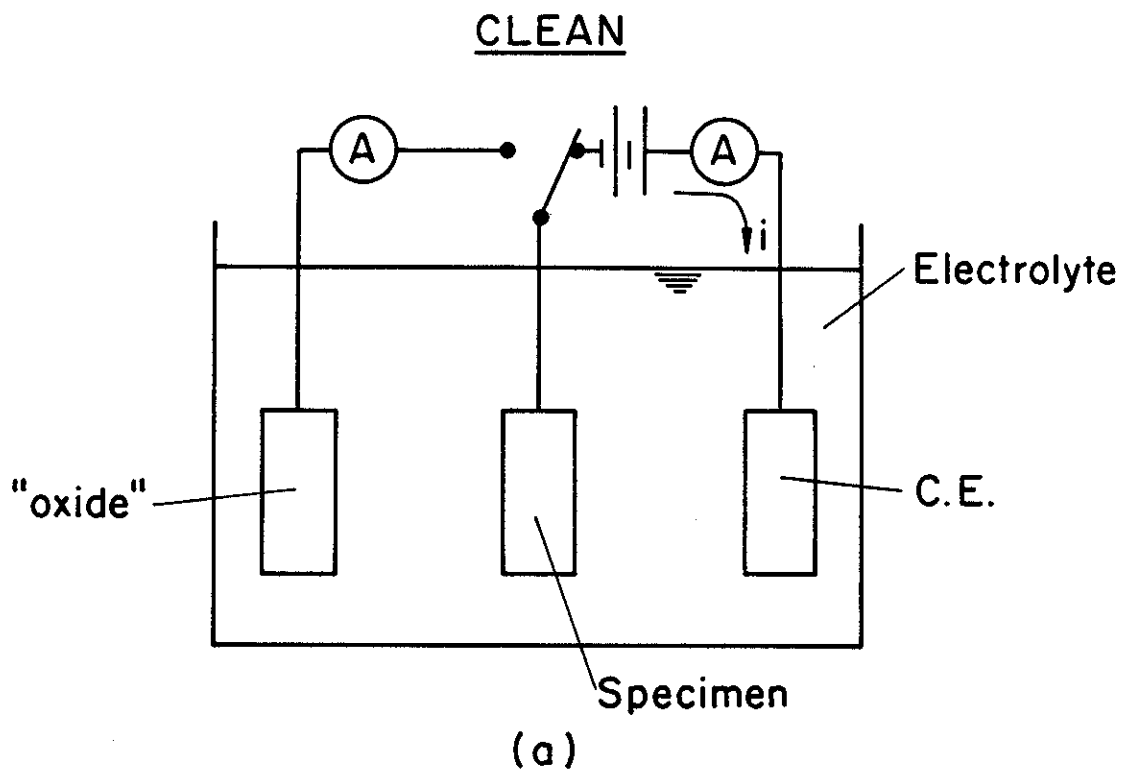 CLEAN
A
A
i
Electrolyte
"oxide"
C.E.
Specimen
(a)